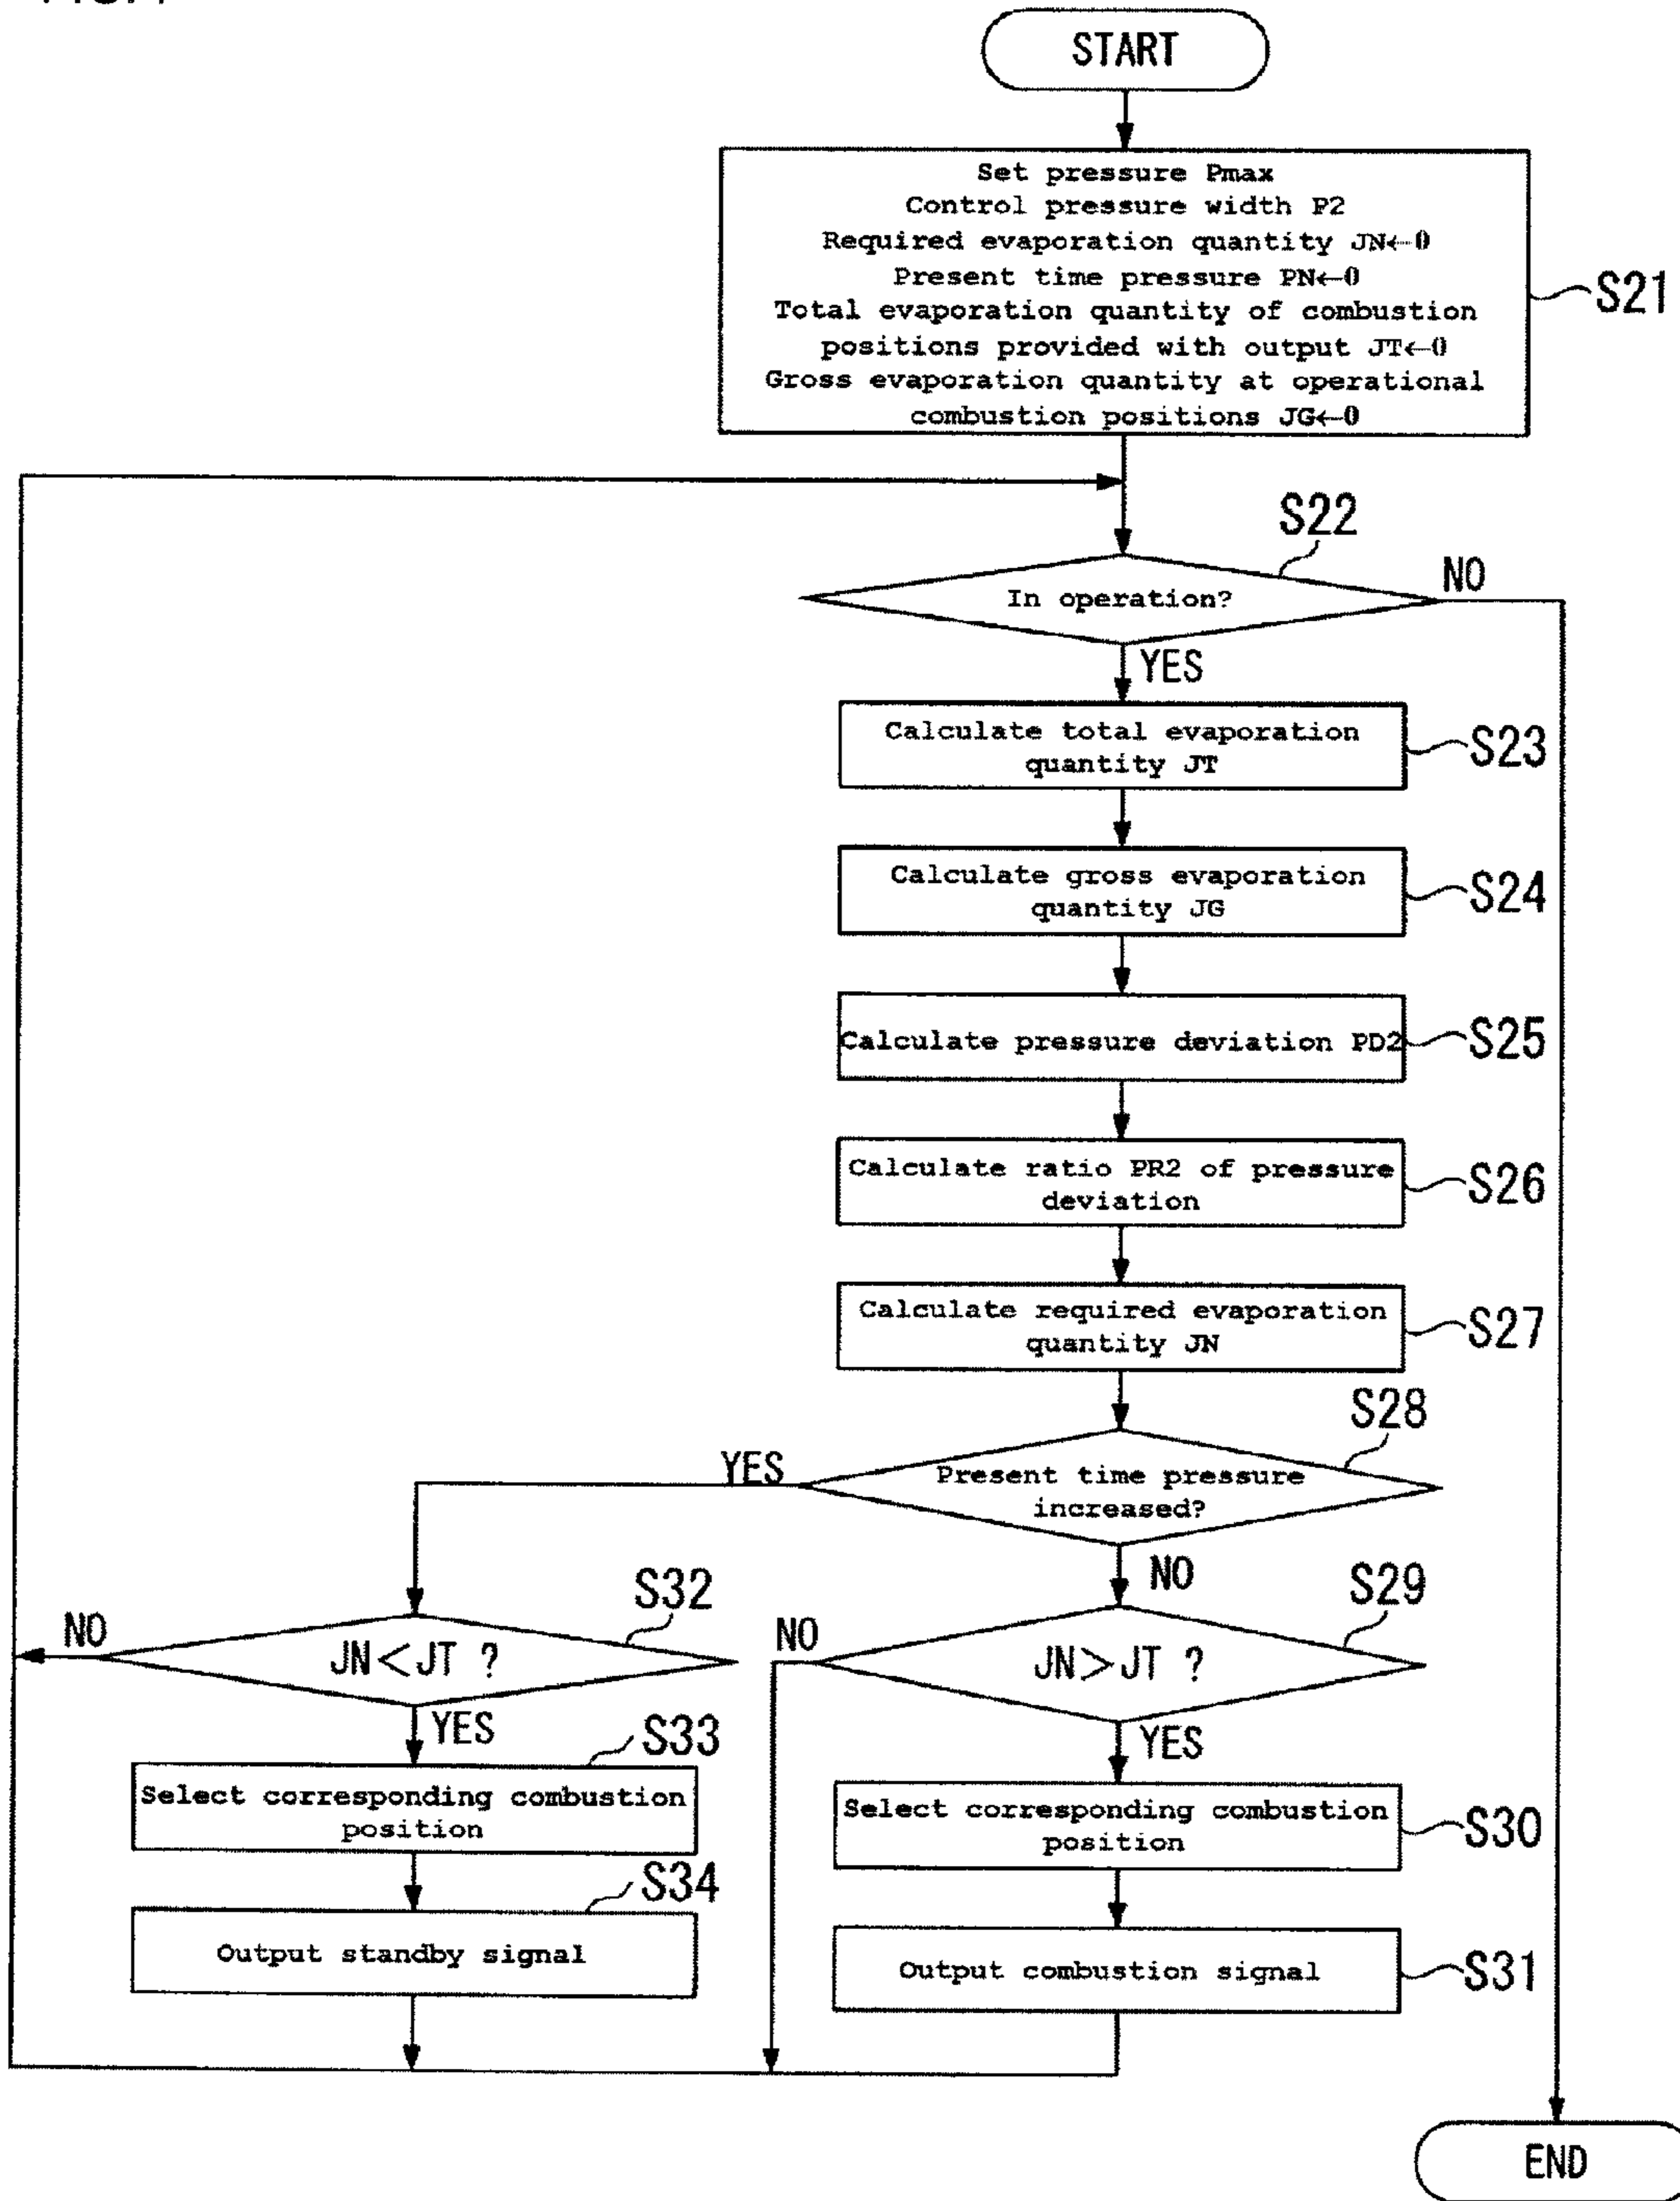 START
Set pressure Pmax
Control pressure width P2
Required evaporation quantity JN←0
Present time pressure PN←0
Total evaporation quantity of combustion
positions provided with output JT←0
Gross evaporation quantity at operational
combustion positions JG←0
S21
S22
In operation?
NO
YES
Calculate total evaporation
quantity JT
S23
Calculate gross evaporation
quantity JG
S24
Calculate pressure deviation PD2
S25
Calculate ratio PR2 of pressure
deviation
S26
Calculate required evaporation
quantity JN
S27
S28
Present time pressure
increased?
YES
NO
S32
JN<JT ?
NO
YES
S29
JN>JT ?
NO
YES
S33
Select corresponding combustion
position
S30
Select corresponding combustion
position
S34
Output standby signal
S31
Output combustion signal
END